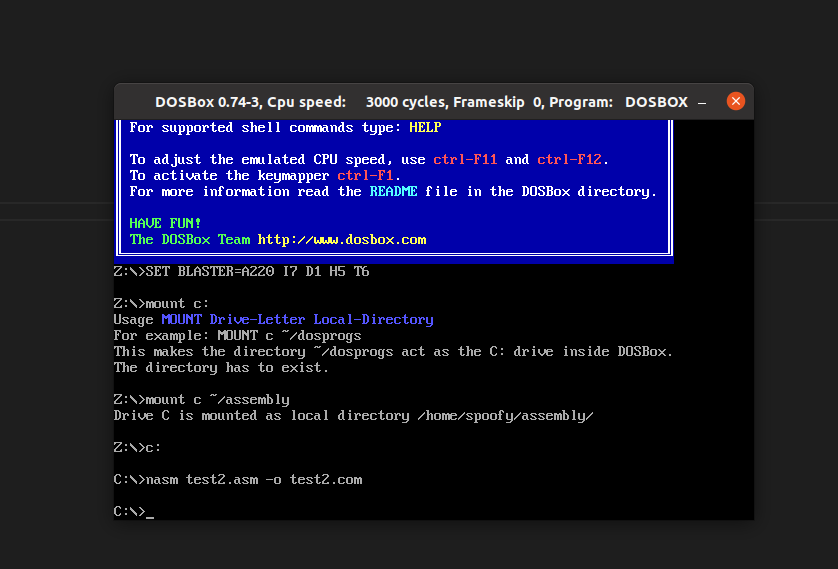 DOSBox 0.74-3, Cpu speed: 3000 cycles, Frameskip 0, Program: DOSBOX
For supported shell commands type: HELP
To adjust the emulated CPU speed, use ctrl-F11 and ctrl-F12.
To activate the keymapper ctrl-F1.
For more information read the README file in the DOSBox directory.
HAVE FUN!
The DOSBox Team http://www.dosbox.com
Z:\>SET BLASTER=A220 I7 D1 H5 T6
Z:\>mount c:
Usage MOUNT Drive-Letter Local-Directory
For example: MOUNT c ~/dosprogs
This makes the directory ~/dosprogs act as the C: drive inside DOSBox.
The directory has to exist.
Z:\>mount c ~/assembly
Drive C is mounted as local directory /home/spoofy/assembly/
Z:\>c:
C:\>nasm test2.asm -o test2.com
C:\>_